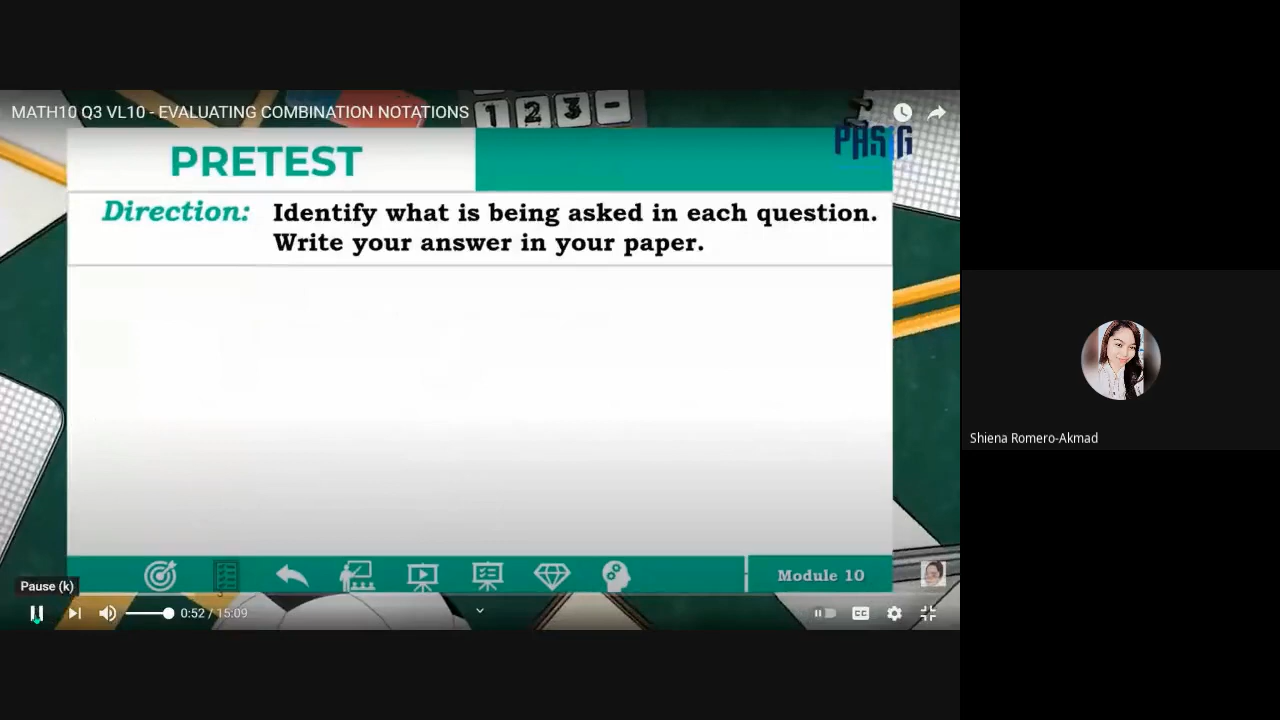 MATH10 Q3 VL10 - EVALUATING COMBINATION NOTATIONS
1 2 3 -
PASIG
PRETEST
Direction: Identify what is being asked in each question.
Write your answer in your paper.
Shiena Romero-Akmad
Module 10
Pause (k)
0:52 / 15:09
CC